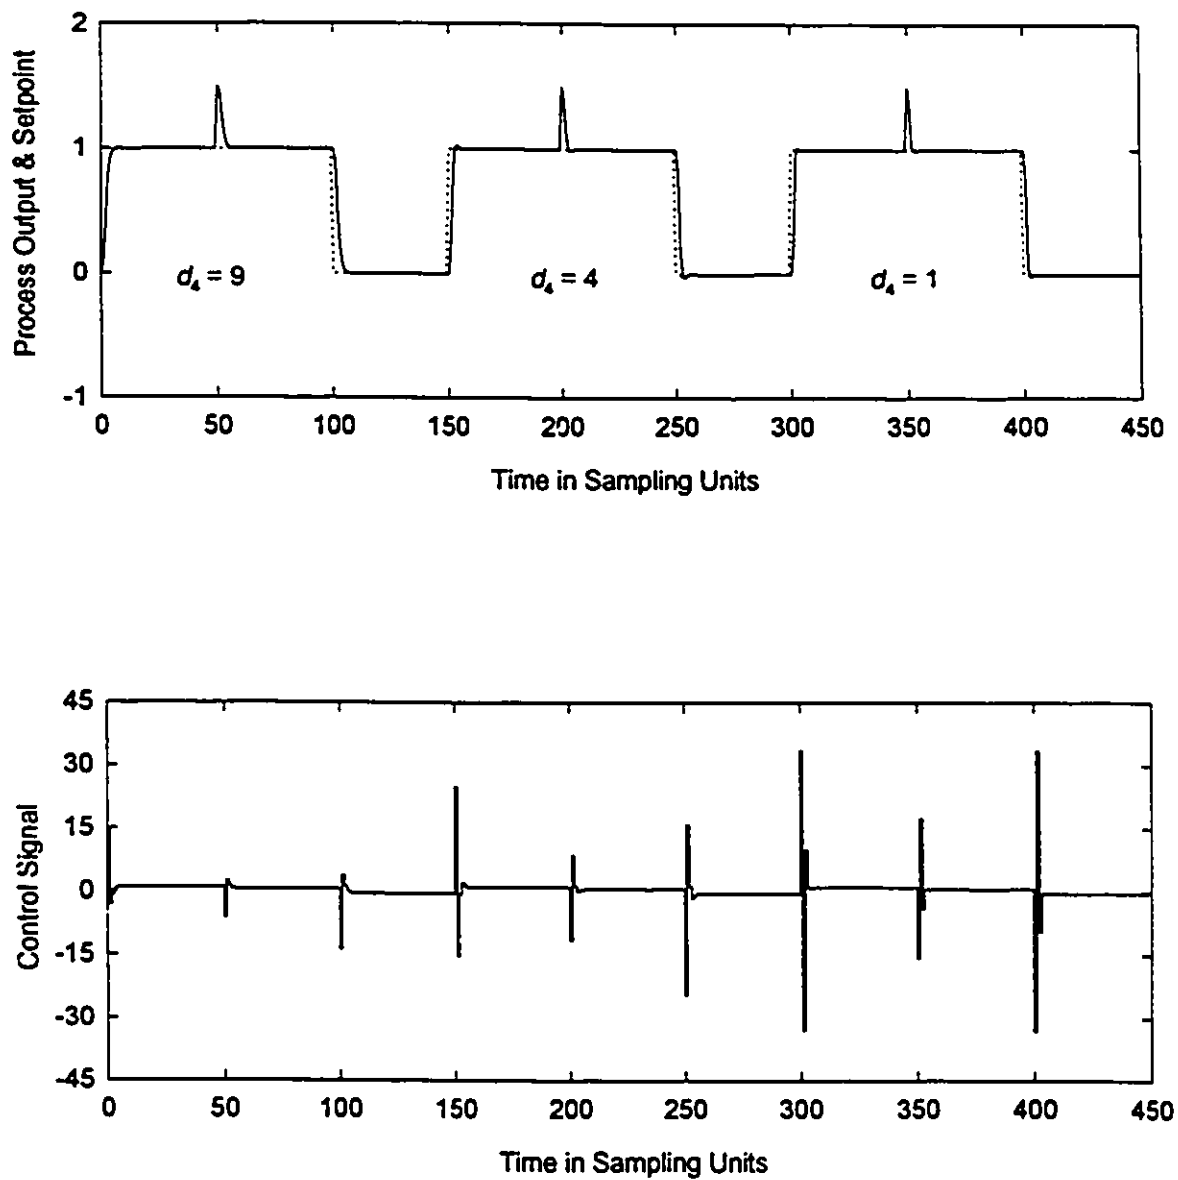 2
1
0
-1
Process Output & Setpoint
d₄ = 9
d₄ = 4
d₄ = 1
0 50 100 150 200 250 300 350 400 450
Time in Sampling Units
45
30
15
0
-15
-30
-45
Control Signal
0 50 100 150 200 250 300 350 400 450
Time in Sampling Units